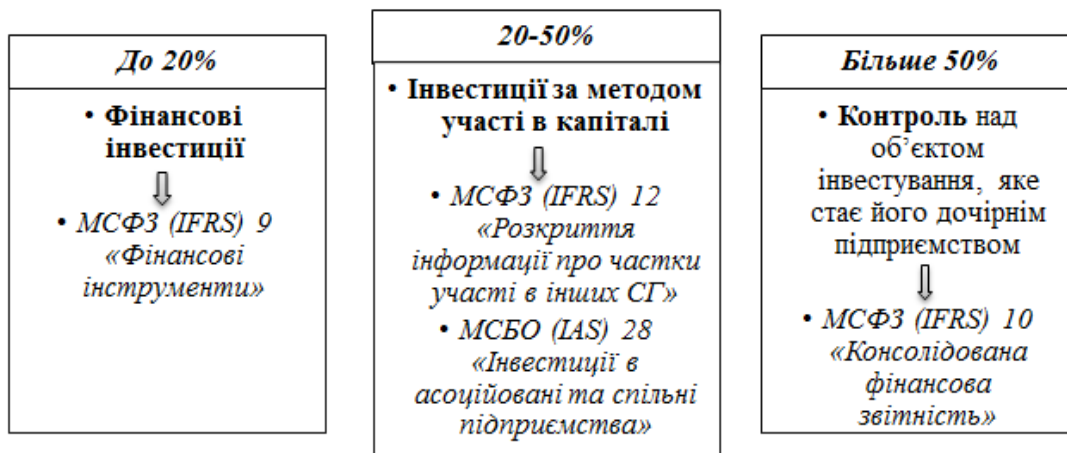 До 20%
• Фінансові
інвестиції
• МСФЗ (IFRS) 9
«Фінансові
інструменти»
20-50%
• Інвестиції за методом
участі в капіталі
• МСФЗ (IFRS) 12
«Розкриття
інформації про частки
участі в інших СГ»
• МСБО (IAS) 28
«Інвестиції в
асоційовані та спільні
підприємства»
Більше 50%
• Контроль над
об’єктом
інвестування, яке
стає його дочірнім
підприємством
• МСФЗ (IFRS) 10
«Консолідована
фінансова
звітність»